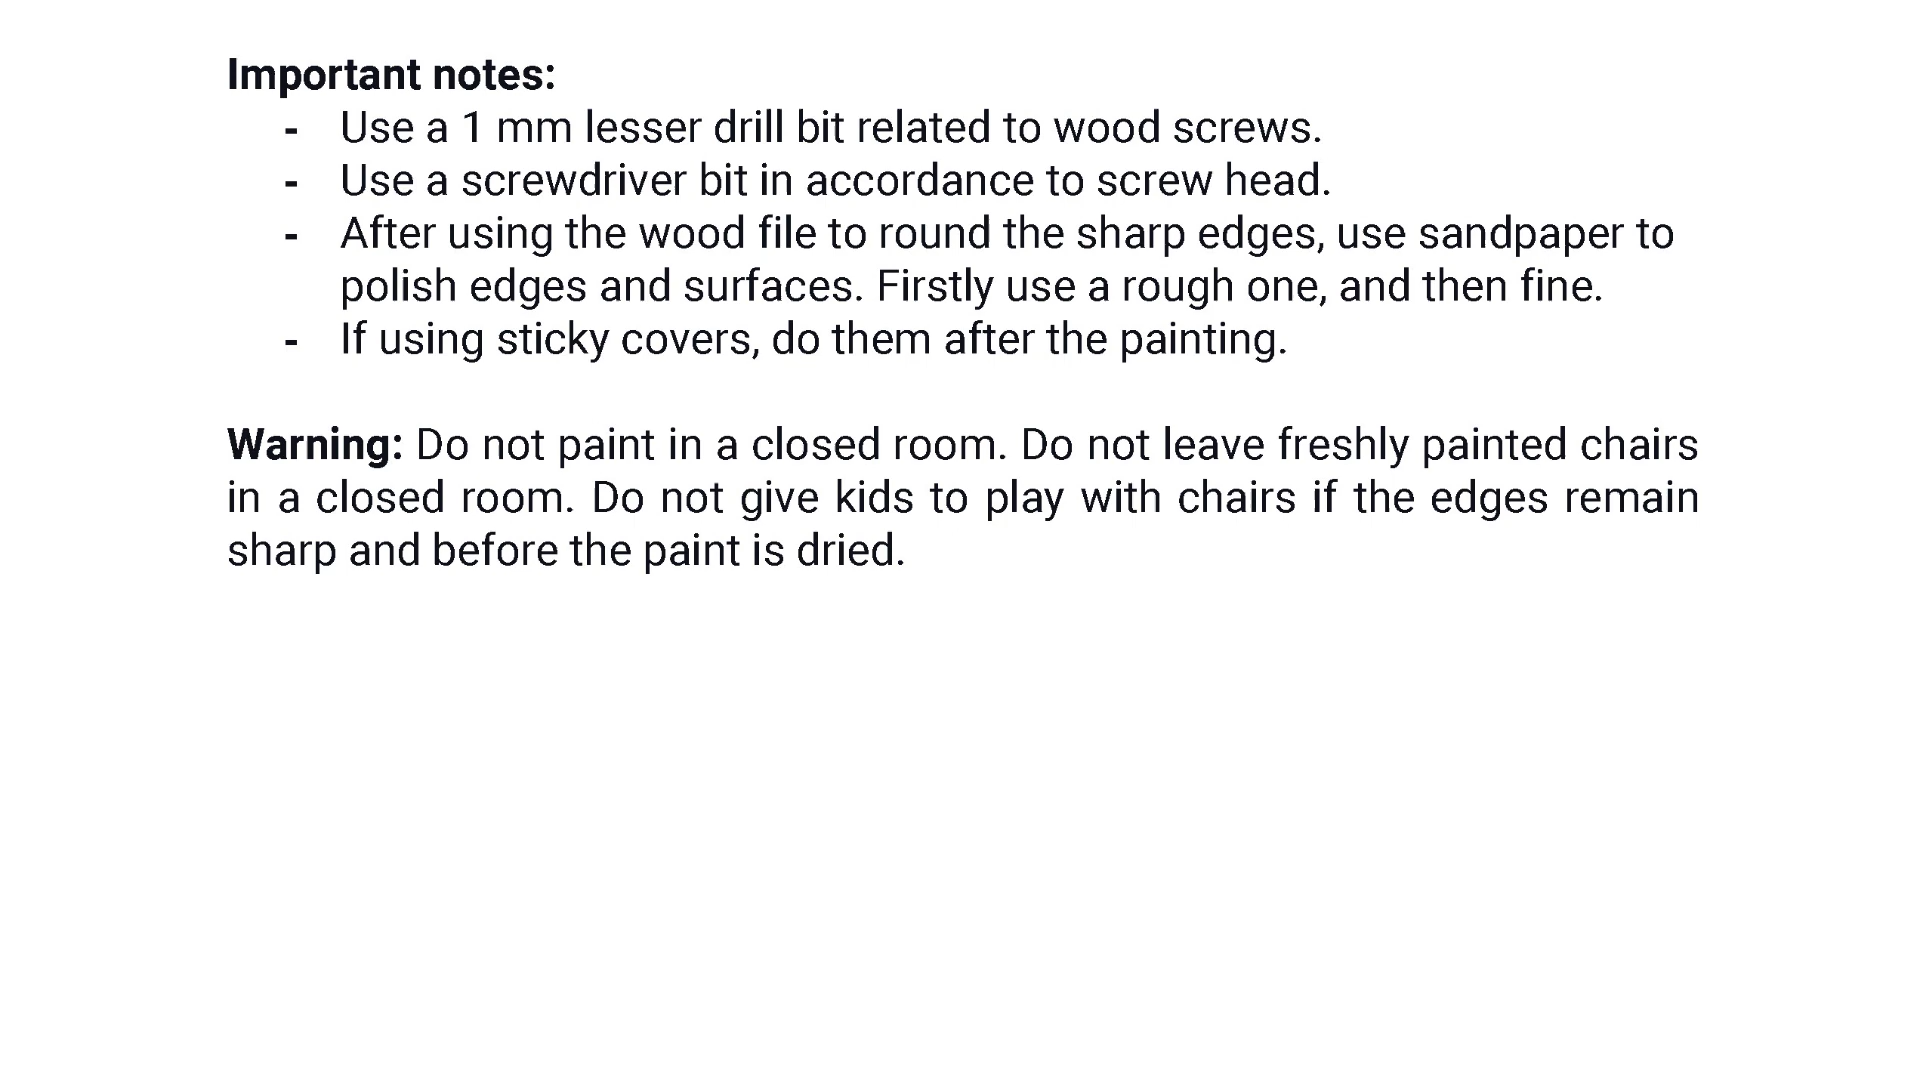 Important notes:
- Use a 1 mm lesser drill bit related to wood screws.
- Use a screwdriver bit in accordance to screw head.
- After using the wood file to round the sharp edges, use sandpaper to
polish edges and surfaces. Firstly use a rough one, and then fine.
- If using sticky covers, do them after the painting.
Warning: Do not paint in a closed room. Do not leave freshly painted chairs
in a closed room. Do not give kids to play with chairs if the edges remain
sharp and before the paint is dried.